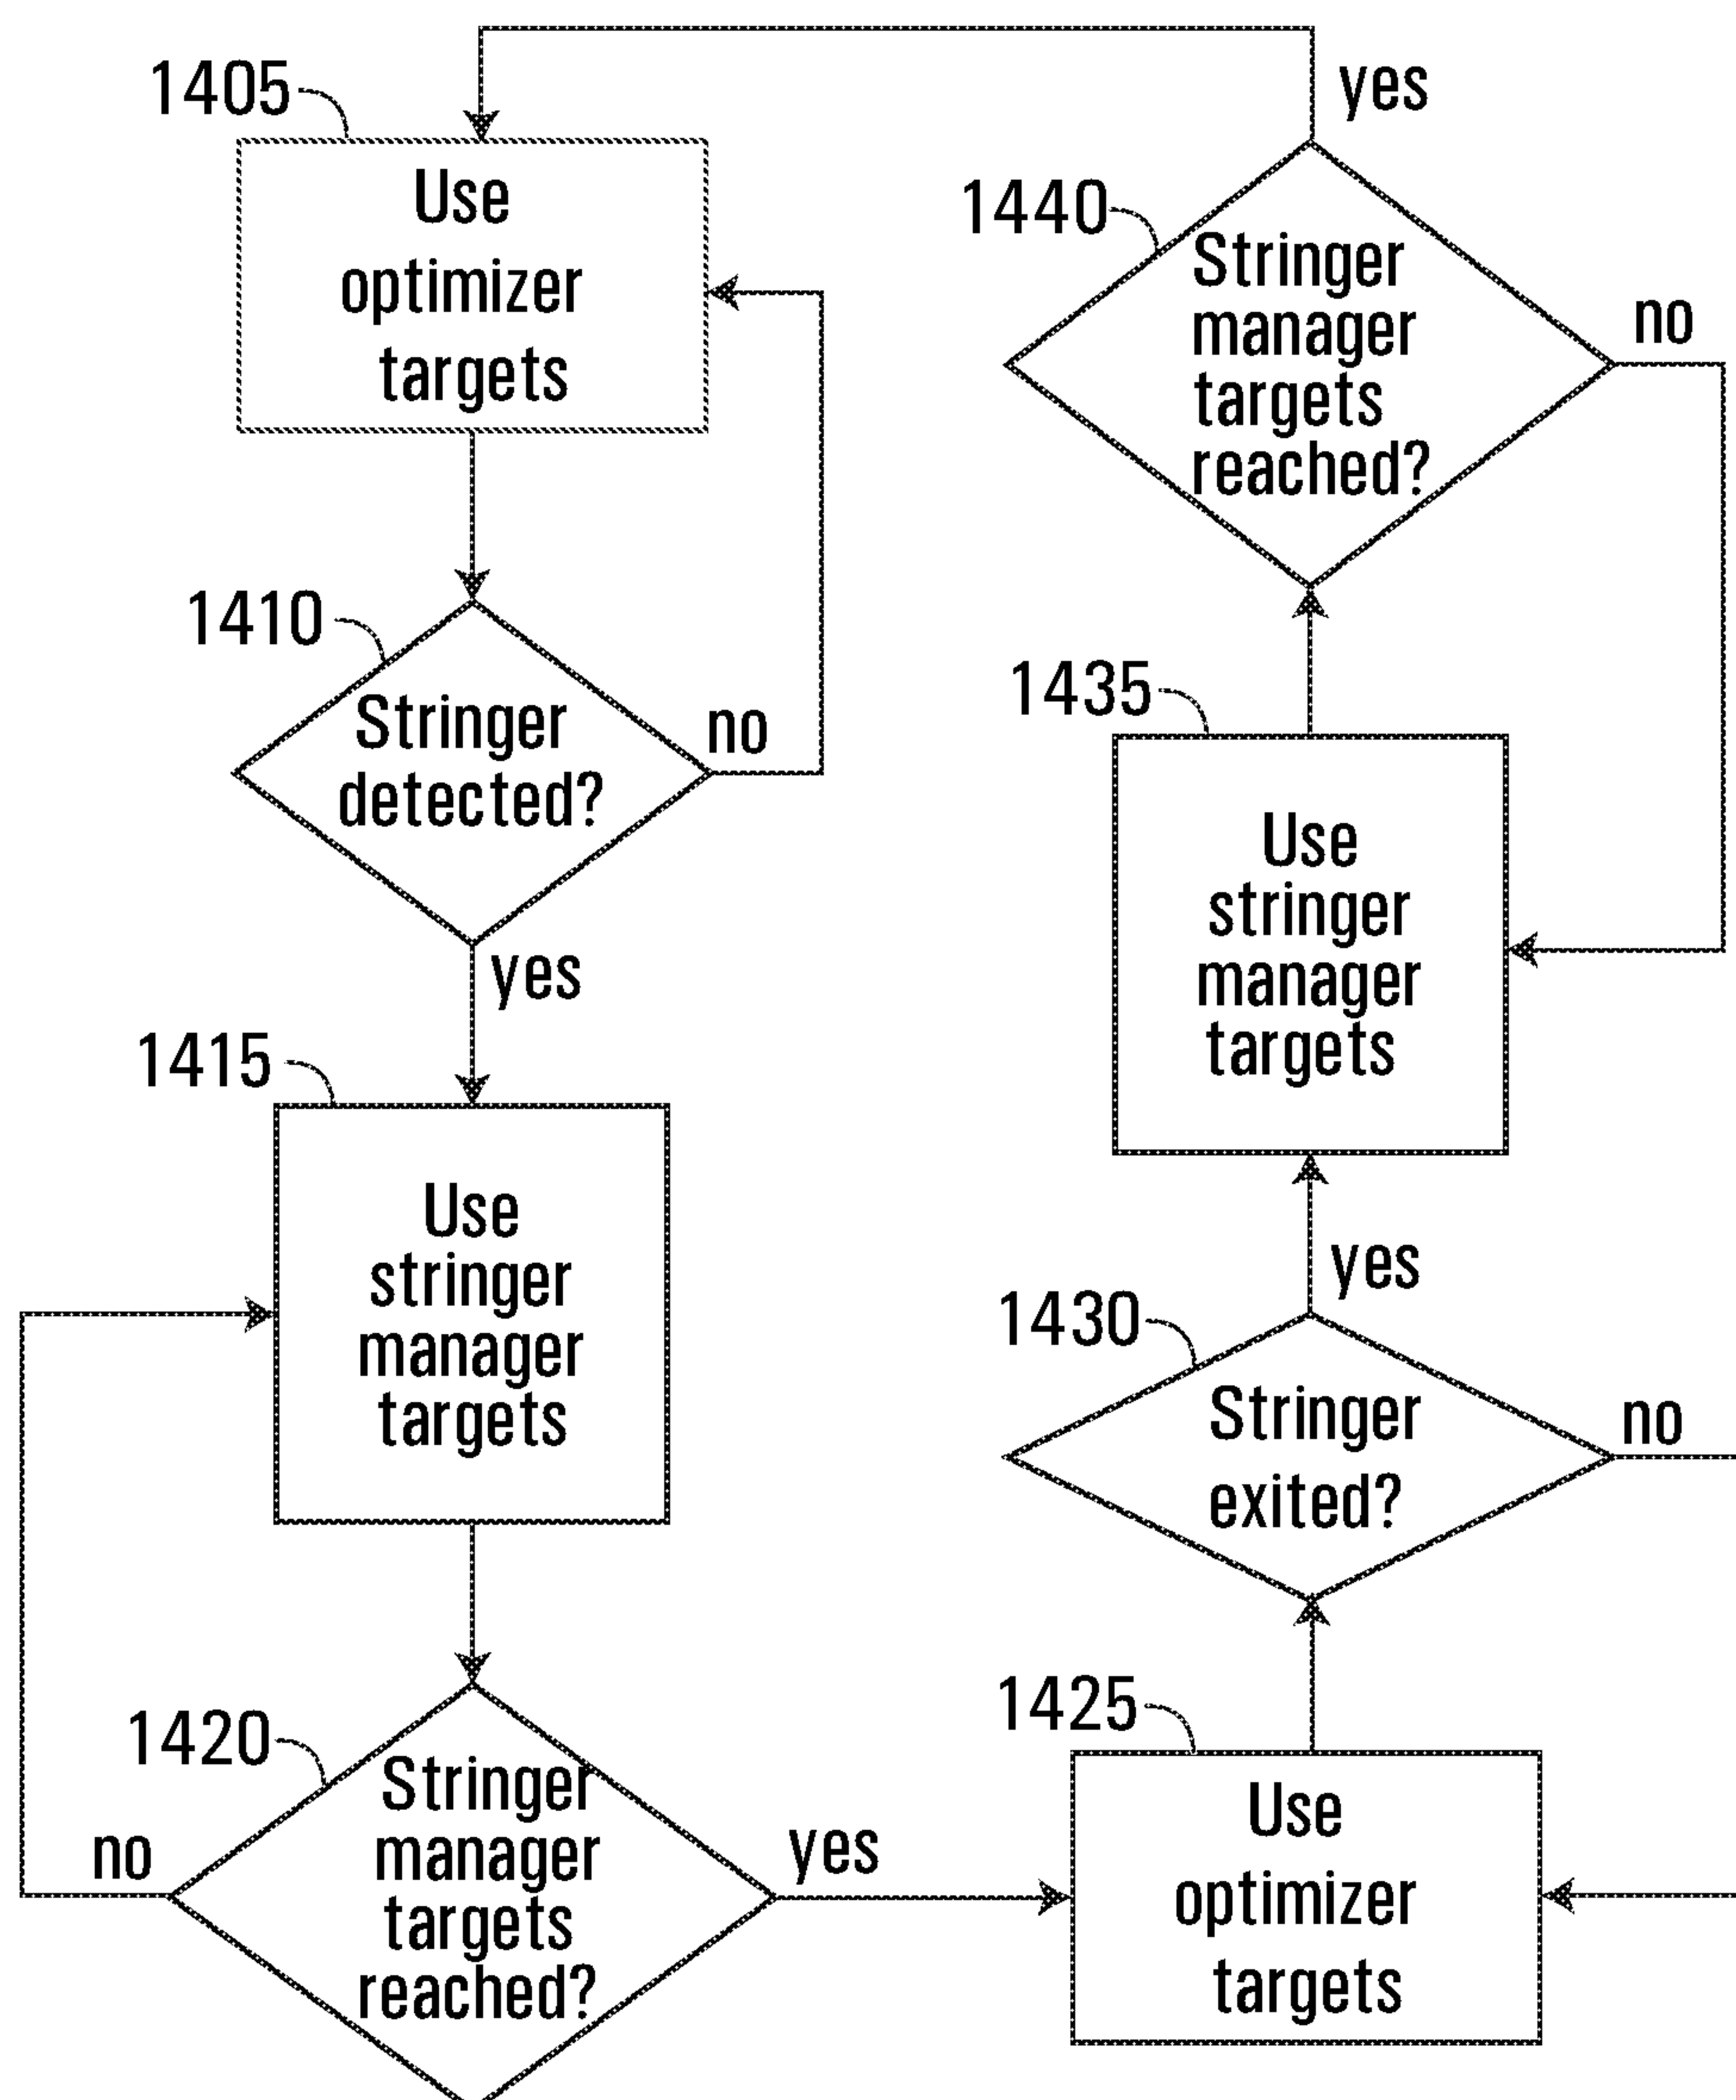 1405
Use
optimizer
targets
1410
Stringer
detected?
no
yes
1415
Use
stringer
manager
targets
1420
Stringer
manager
targets
reached?
no
yes
1425
Use
optimizer
targets
1430
Stringer
exited?
no
yes
1435
Use
stringer
manager
targets
1440
Stringer
manager
targets
reached?
no
yes